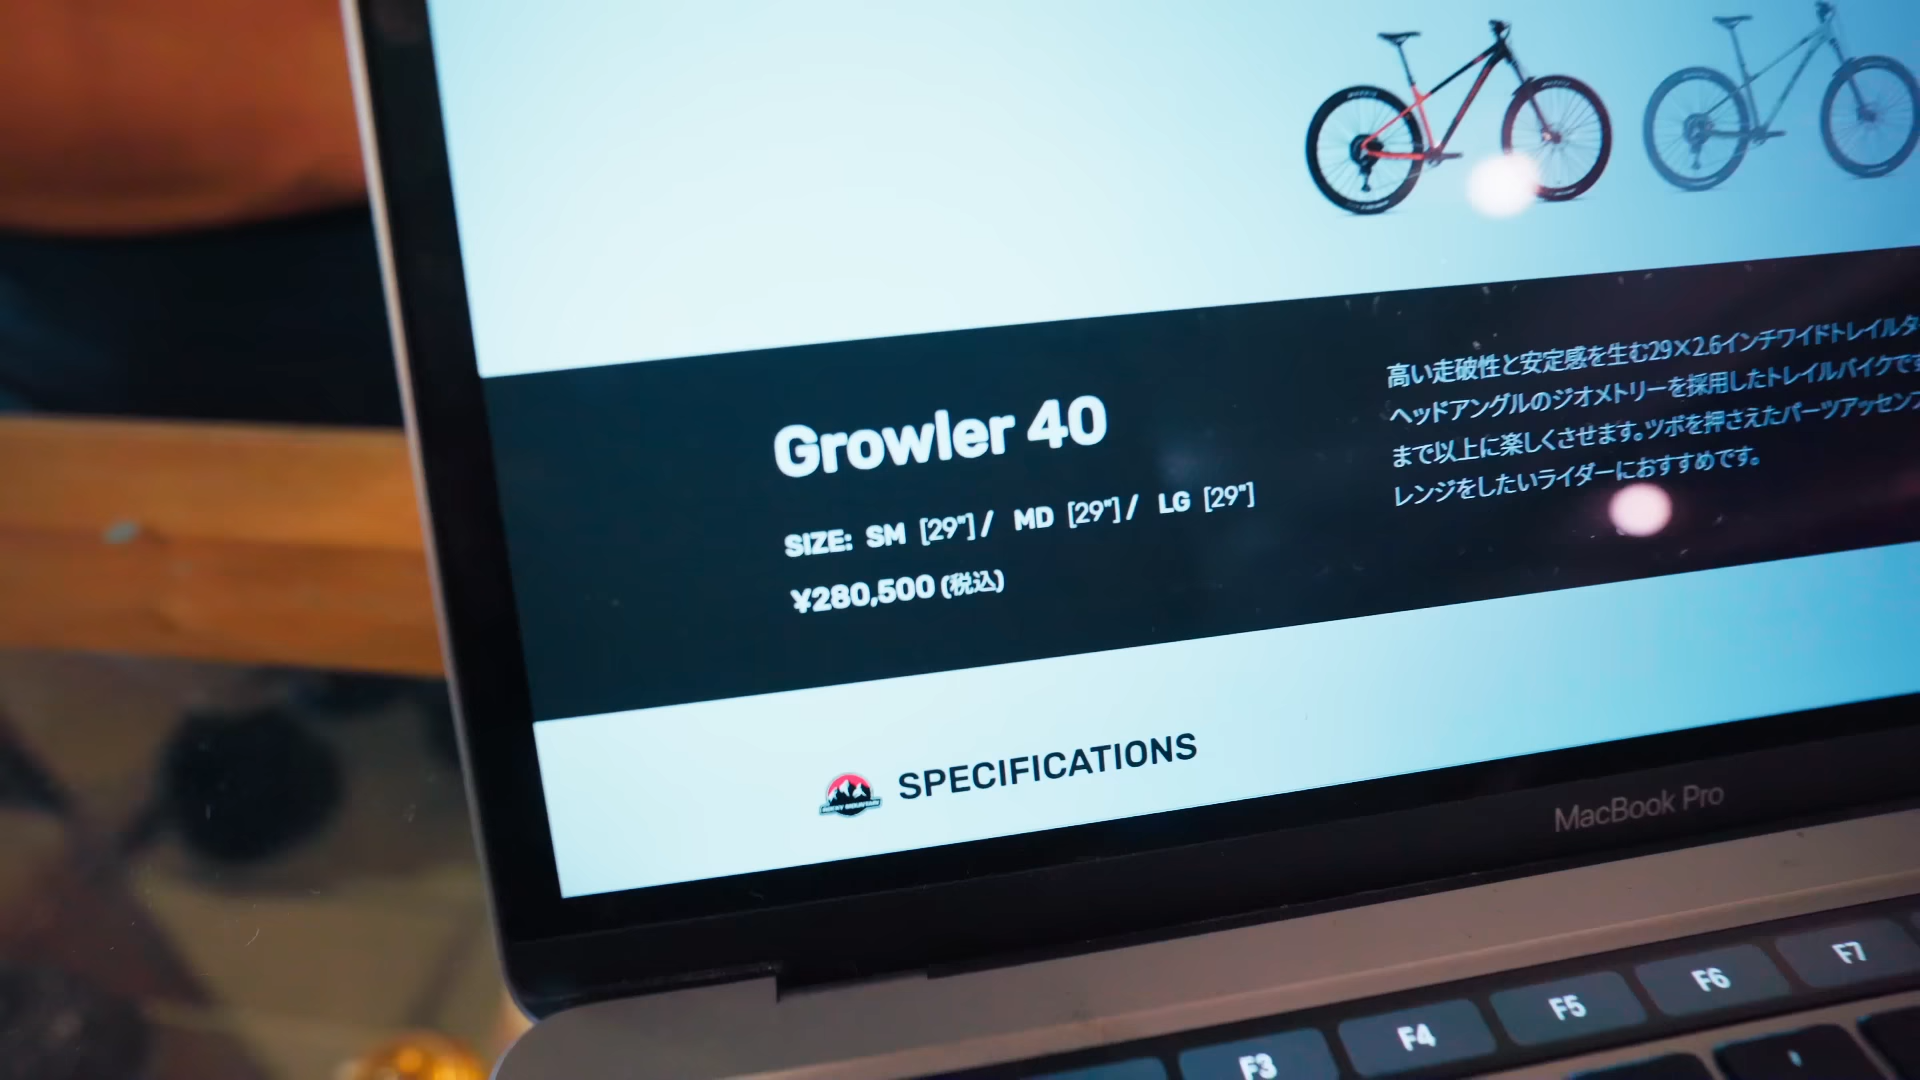 Growler 40
SIZE: SM [29"] / MD [29"] / LG [29"]
¥280,500 (税込)
高い走破性と安定感を生む29×2.6インチワイドトレイルタ
ヘッドアングルのジオメトリーを採用したトレイルバイクです
まで以上に楽しくさせます。ツボを押さえたパーツアッセンブ
レンジをしたいライダーにおすすめです。
ROCKY MOUNTAIN
SPECIFICATIONS
MacBook Pro
F3
F4
F5
F6
F7